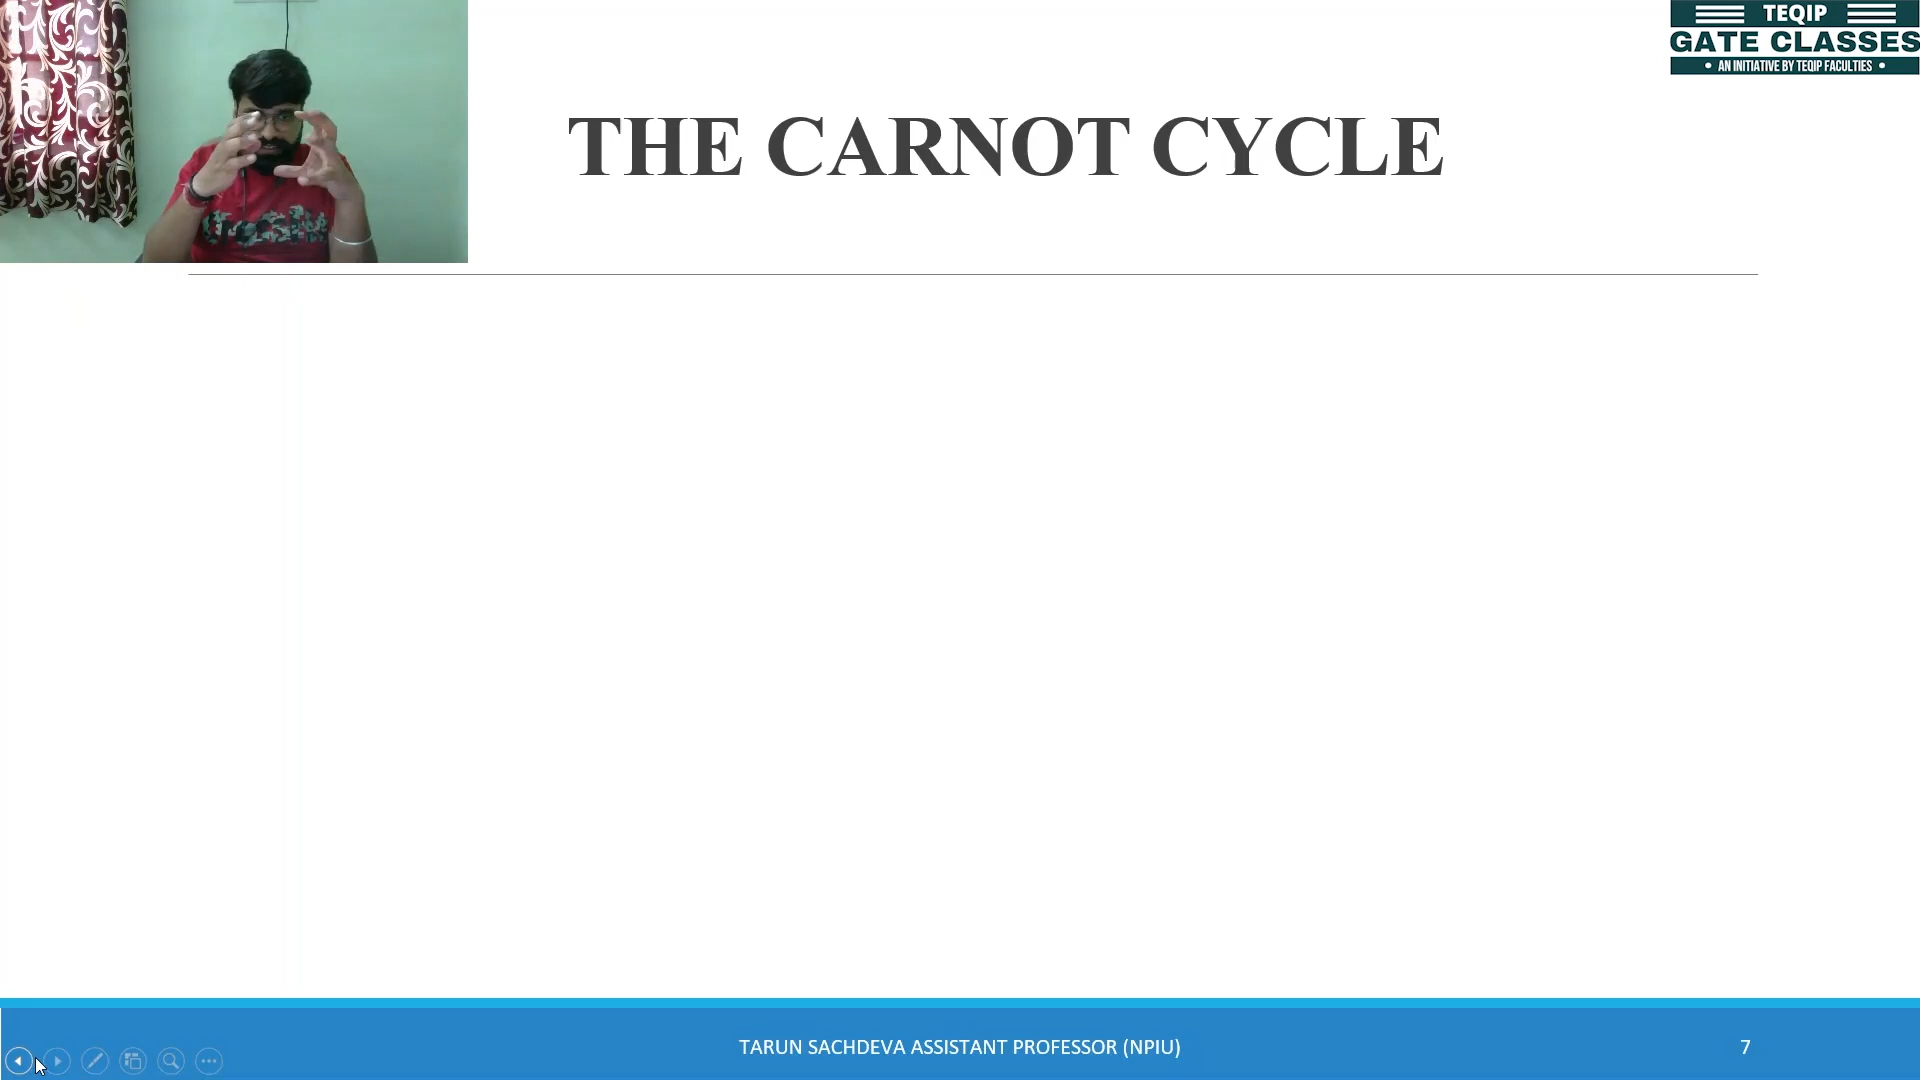 TEQIP
GATE CLASSES
• AN INITIATIVE BY TEQIP FACULTIES •
THE CARNOT CYCLE
TARUN SACHDEVA ASSISTANT PROFESSOR (NPIU)
7